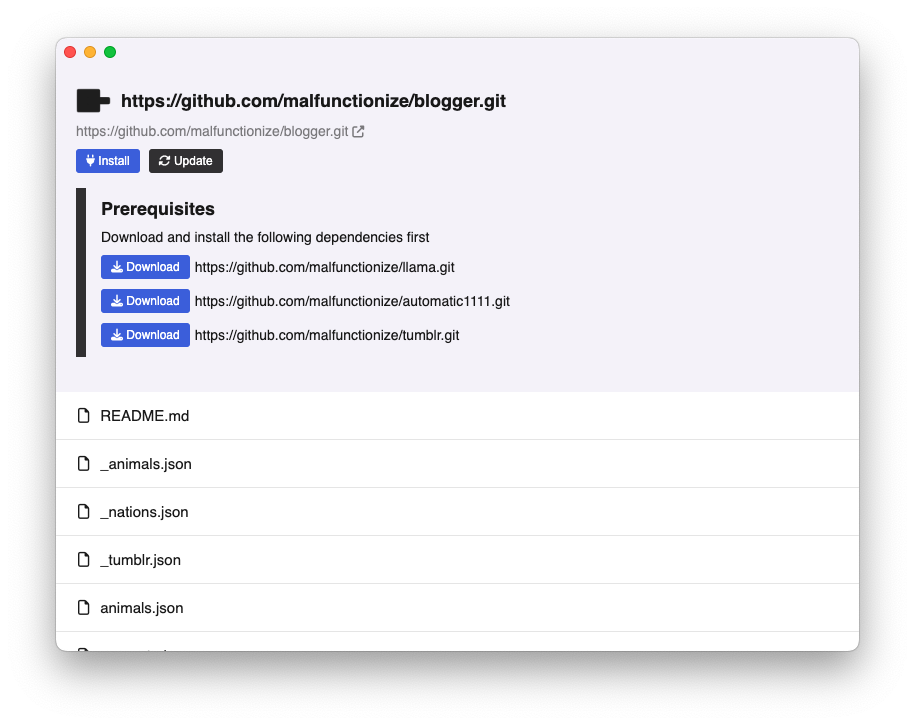 https://github.com/malfunctionize/blogger.git
https://github.com/malfunctionize/blogger.git
Install Update
Prerequisites
Download and install the following dependencies first
Download https://github.com/malfunctionize/llama.git
Download https://github.com/malfunctionize/automatic1111.git
Download https://github.com/malfunctionize/tumblr.git
README.md
_animals.json
_nations.json
_tumblr.json
animals.json